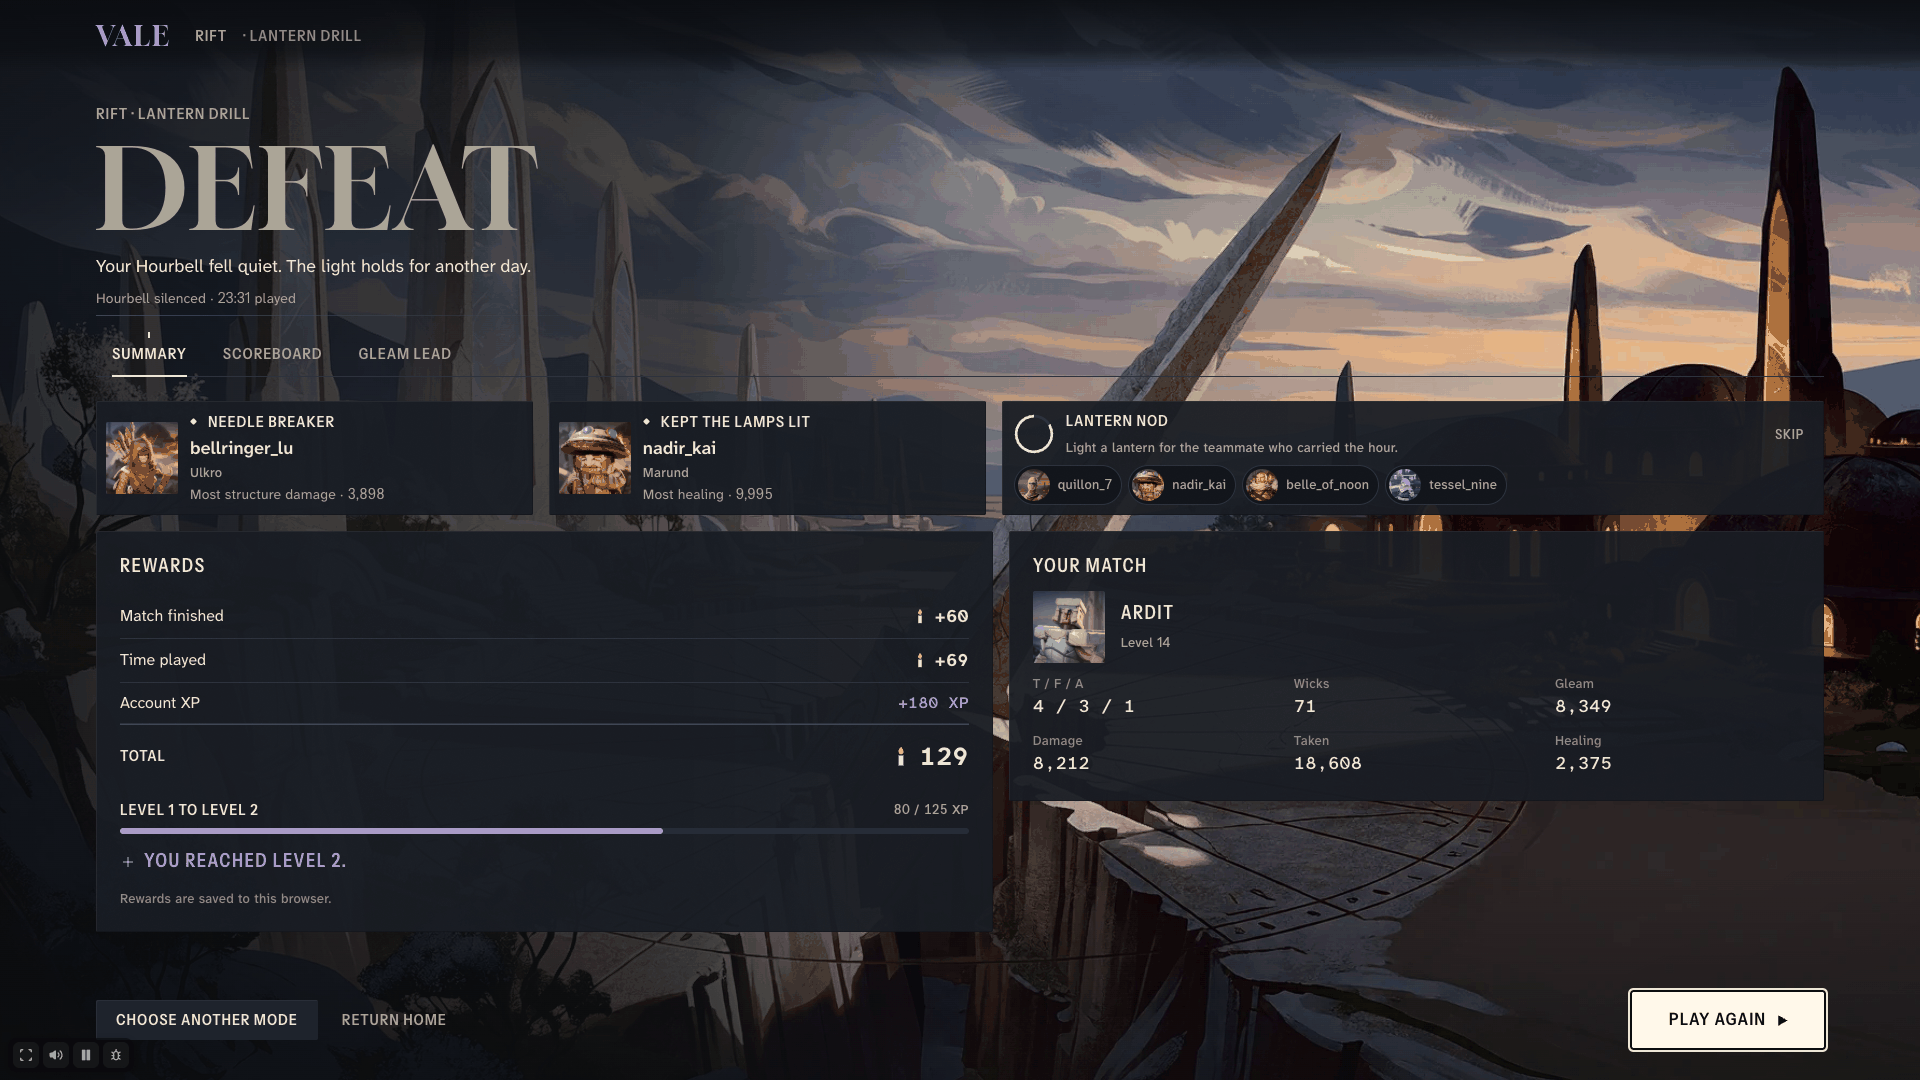 VALE RIFT · LANTERN DRILL
RIFT · LANTERN DRILL
DEFEAT
Your Hourbell fell quiet. The light holds for another day.
Hourbell silenced · 23:31 played
SUMMARY SCOREBOARD GLEAM LEAD
NEEDLE BREAKER
bellringer_lu
Ulkro
Most structure damage · 3,898
KEPT THE LAMPS LIT
nadir_kai
Marund
Most healing · 9,995
LANTERN NOD
Light a lantern for the teammate who carried the hour.
SKIP
quillon_7 nadir_kai belle_of_noon tessel_nine
REWARDS
Match finished +60
Time played +69
Account XP +180 XP
TOTAL 129
LEVEL 1 TO LEVEL 2 80 / 125 XP
+ YOU REACHED LEVEL 2.
Rewards are saved to this browser.
YOUR MATCH
ARDIT
Level 14
T / F / A Wicks Gleam
4 / 3 / 1 71 8,349
Damage Taken Healing
8,212 18,608 2,375
CHOOSE ANOTHER MODE RETURN HOME
PLAY AGAIN